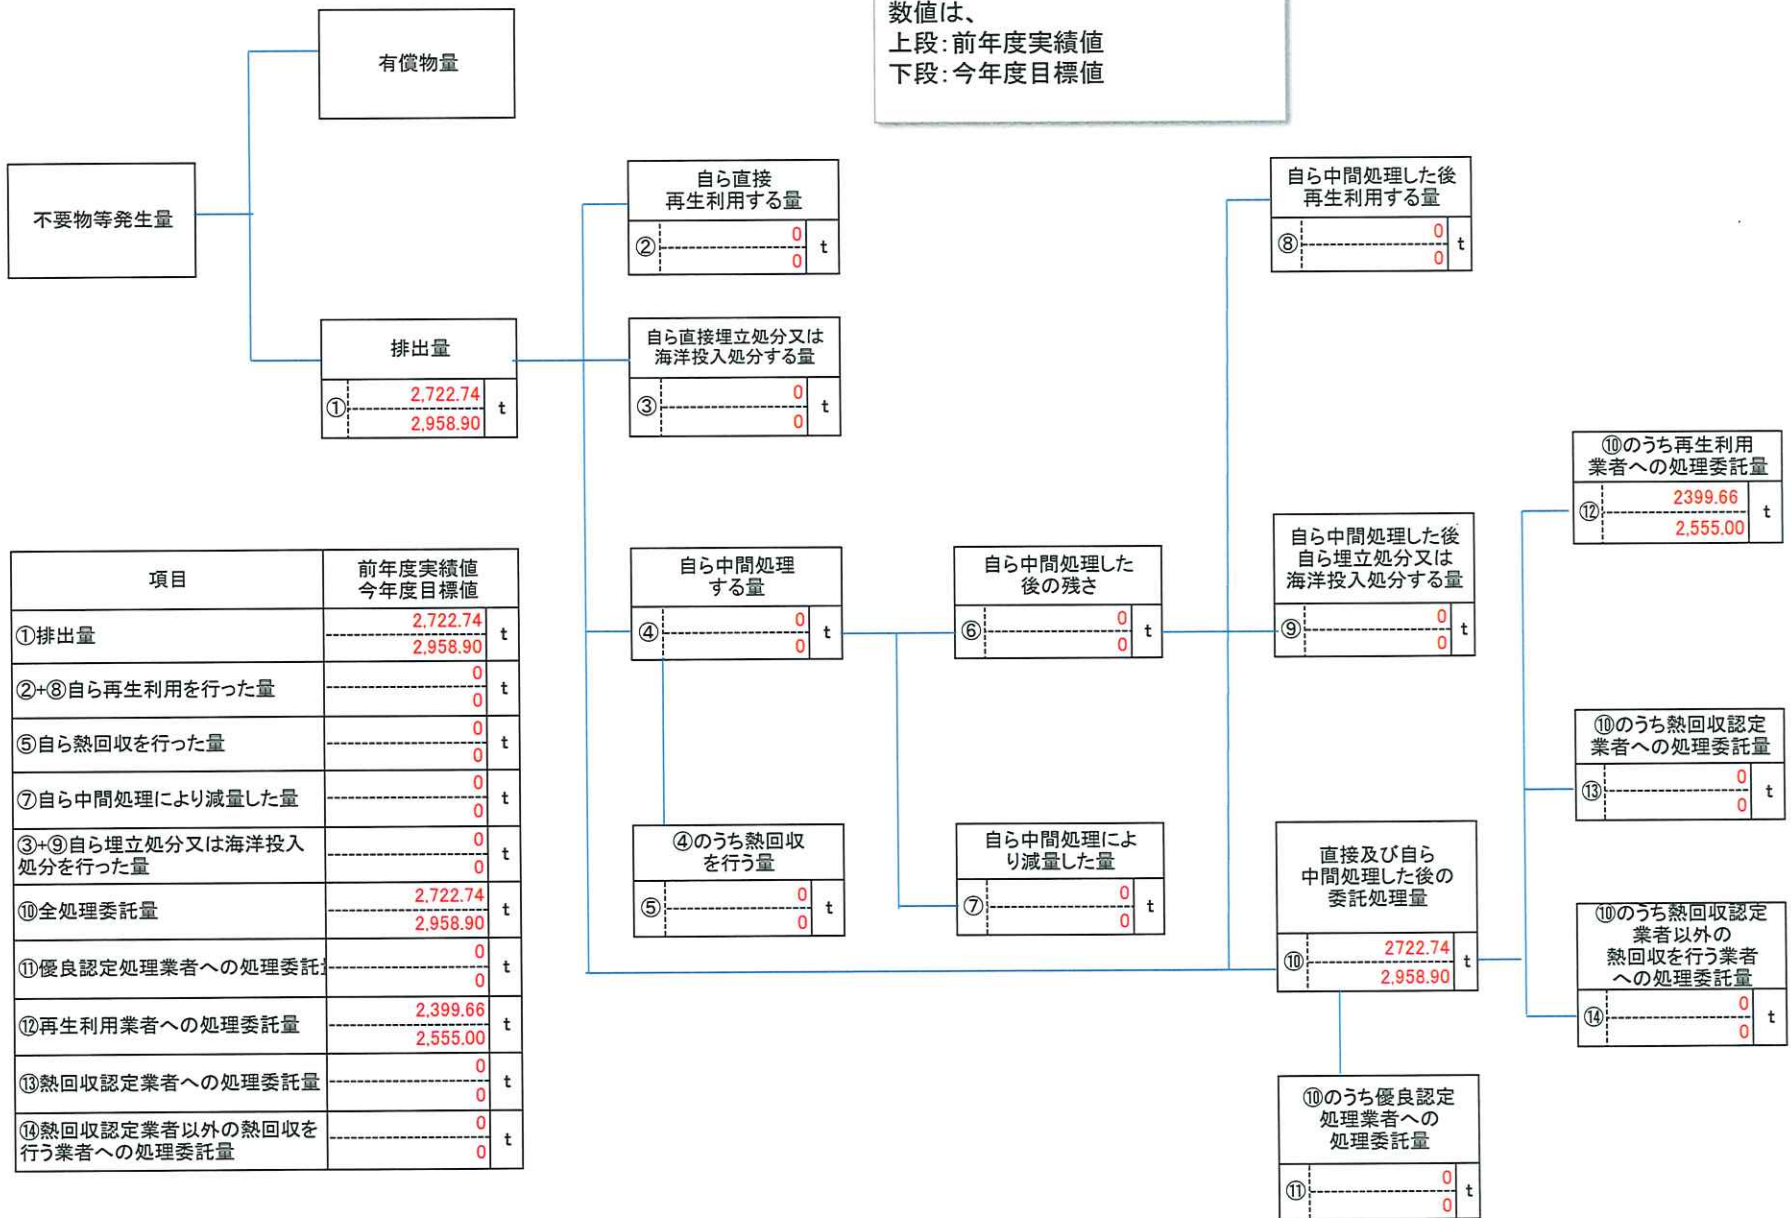 数値は、
上段：前年度実績値
下段：今年度目標値
有償物量
不要物等発生量
排出量
①
2,722.74
2,958.90
t
自ら直接
再生利用する量
②
0
0
t
自ら直接埋立処分又は
海洋投入処分する量
③
0
0
t
自ら中間処理
する量
④
0
0
t
④のうち熱回収
を行う量
⑤
0
0
t
自ら中間処理した
後の残さ
⑥
0
0
t
自ら中間処理によ
り減量した量
⑦
0
0
t
自ら中間処理した後
再生利用する量
⑧
0
0
t
自ら中間処理した後
自ら埋立処分又は
海洋投入処分する量
⑨
0
0
t
直接及び自ら
中間処理した後の
委託処理量
⑩
2722.74
2,958.90
t
⑩のうち優良認定
処理業者への
処理委託量
⑪
0
0
t
⑩のうち再生利用
業者への処理委託量
⑫
2399.66
2,555.00
t
⑩のうち熱回収認定
業者への処理委託量
⑬
0
0
t
⑩のうち熱回収認定
業者以外の
熱回収を行う業者
への処理委託量
⑭
0
0
t
項目
前年度実績値
今年度目標値
①排出量
2,722.74
2,958.90
t
②+⑧自ら再生利用を行った量
0
0
t
⑤自ら熱回収を行った量
0
0
t
⑦自ら中間処理により減量した量
0
0
t
③+⑨自ら埋立処分又は海洋投入
処分を行った量
0
0
t
⑩全処理委託量
2,722.74
2,958.90
t
⑪優良認定処理業者への処理委託
0
0
t
⑫再生利用業者への処理委託量
2,399.66
2,555.00
t
⑬熱回収認定業者への処理委託量
0
0
t
⑭熱回収認定業者以外の熱回収を
行う業者への処理委託量
0
0
t